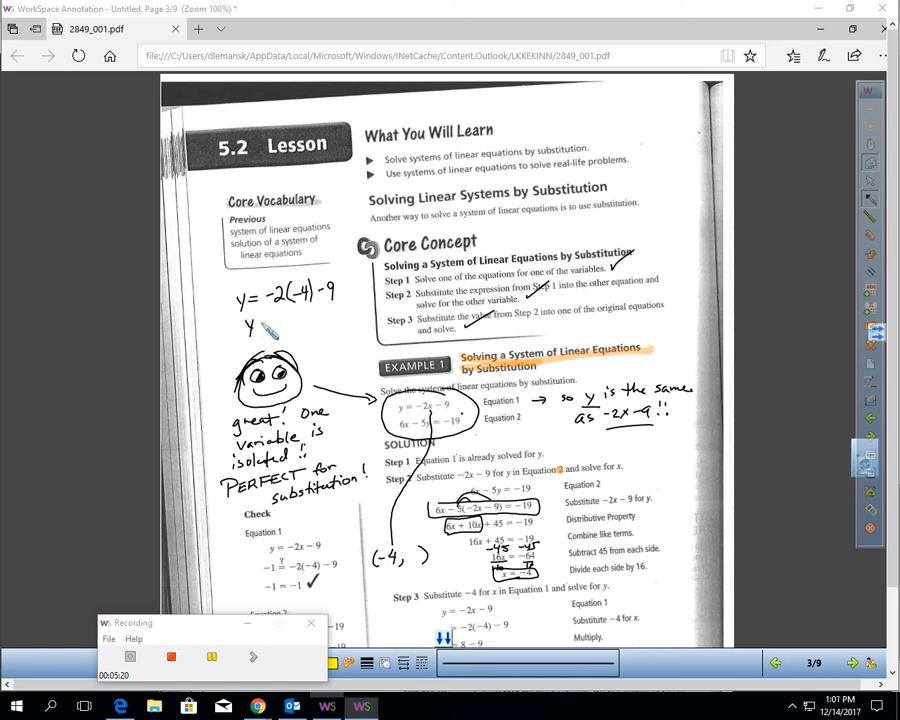 WorkSpace Annotation - Untitled, Page 3/9 (Zoom 100%) *
2849_001.pdf
file:///C:/Users/dlemansk/AppData/Local/Microsoft/Windows/INetCache/Content.Outlook/LKKEKINN/2849_001.pdf
5.2 Lesson
What You Will Learn
Solve systems of linear equations by substitution.
Use systems of linear equations to solve real-life problems.
Core Vocabulary
Previous
system of linear equations
solution of a system of
linear equations
Solving Linear Systems by Substitution
Another way to solve a system of linear equations is to use substitution.
Core Concept
Solving a System of Linear Equations by Substitution
Step 1 Solve one of the equations for one of the variables.
Step 2 Substitute the expression from Step 1 into the other equation and
solve for the other variable.
Step 3 Substitute the value from Step 2 into one of the original equations
and solve.
y = -2(-4) - 9
y
EXAMPLE 1 Solving a System of Linear Equations
by Substitution
Solve the system of linear equations by substitution.
y = −2x − 9 Equation 1
6x − 5y = −19 Equation 2
→ so y is the same
as -2x-9!!
great! One
variable is
isolated!!
PERFECT for
substitution!
SOLUTION
Step 1 Equation 1 is already solved for y.
Step 2 Substitute −2x − 9 for y in Equation 2 and solve for x.
6x − 5y = −19 Equation 2
6x − 5(−2x − 9) = −19 Substitute −2x − 9 for y.
6x + 10x + 45 = −19 Distributive Property
16x + 45 = −19 Combine like terms.
-45 -45
16x = −64 Subtract 45 from each side.
16 16
x = −4 Divide each side by 16.
(-4, )
Step 3 Substitute −4 for x in Equation 1 and solve for y.
y = −2x − 9 Equation 1
= −2(−4) − 9 Substitute −4 for x.
= 8 − 9 Multiply.
Check
Equation 1
y = −2x − 9
−1 ≟ −2(−4) − 9
−1 = −1 ✓
Equation 2
−19
−19
Recording
File Help
00:05:20
3/9
1:01 PM
12/14/2017